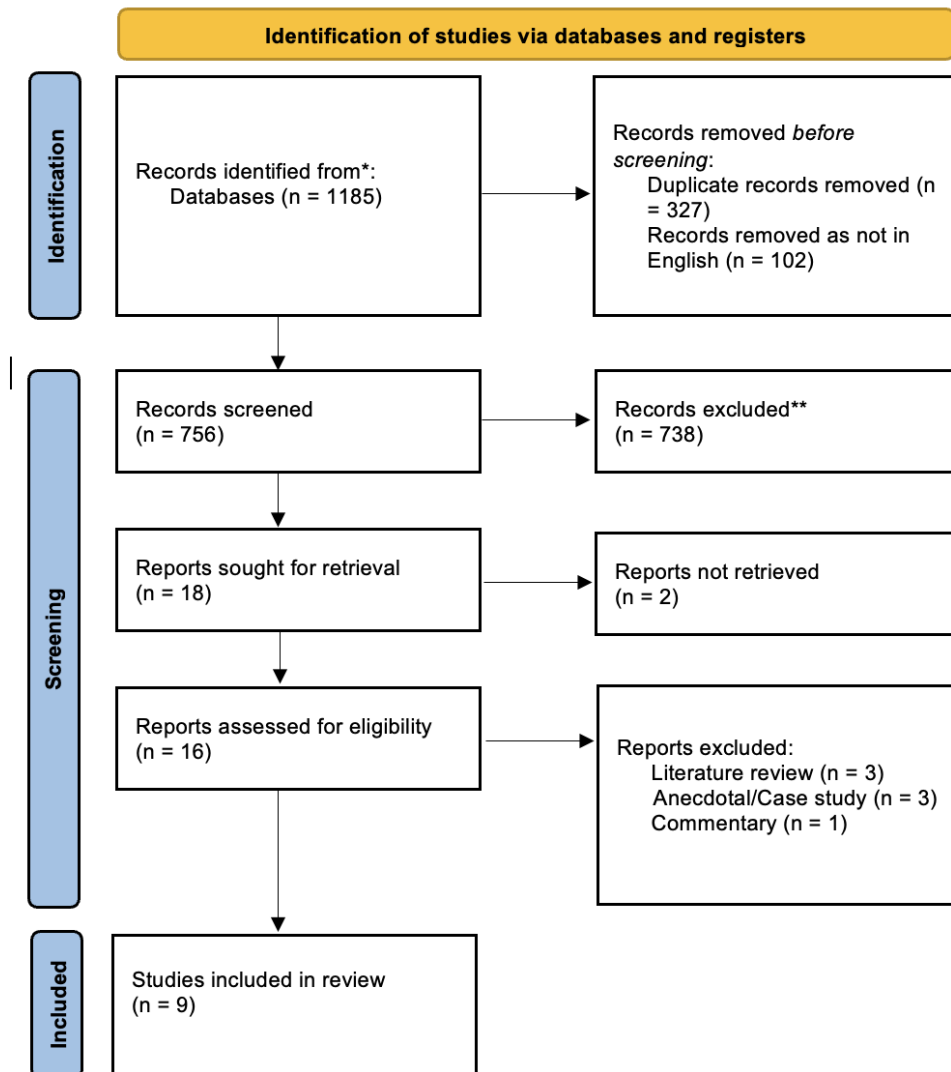 Identification of studies via databases and registers
Identification
Records identified from*:
Databases (n = 1185)
Records removed before
screening:
Duplicate records removed (n
= 327)
Records removed as not in
English (n = 102)
Screening
Records screened
(n = 756)
Records excluded**
(n = 738)
Reports sought for retrieval
(n = 18)
Reports not retrieved
(n = 2)
Reports assessed for eligibility
(n = 16)
Reports excluded:
Literature review (n = 3)
Anecdotal/Case study (n = 3)
Commentary (n = 1)
Included
Studies included in review
(n = 9)